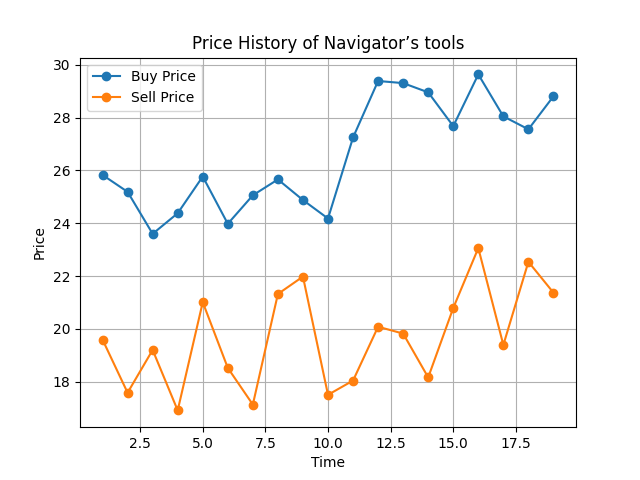 Price History of Navigator’s tools
Buy Price
Sell Price
Price
30
28
26
24
22
20
18
2.5 5.0 7.5 10.0 12.5 15.0 17.5
Time